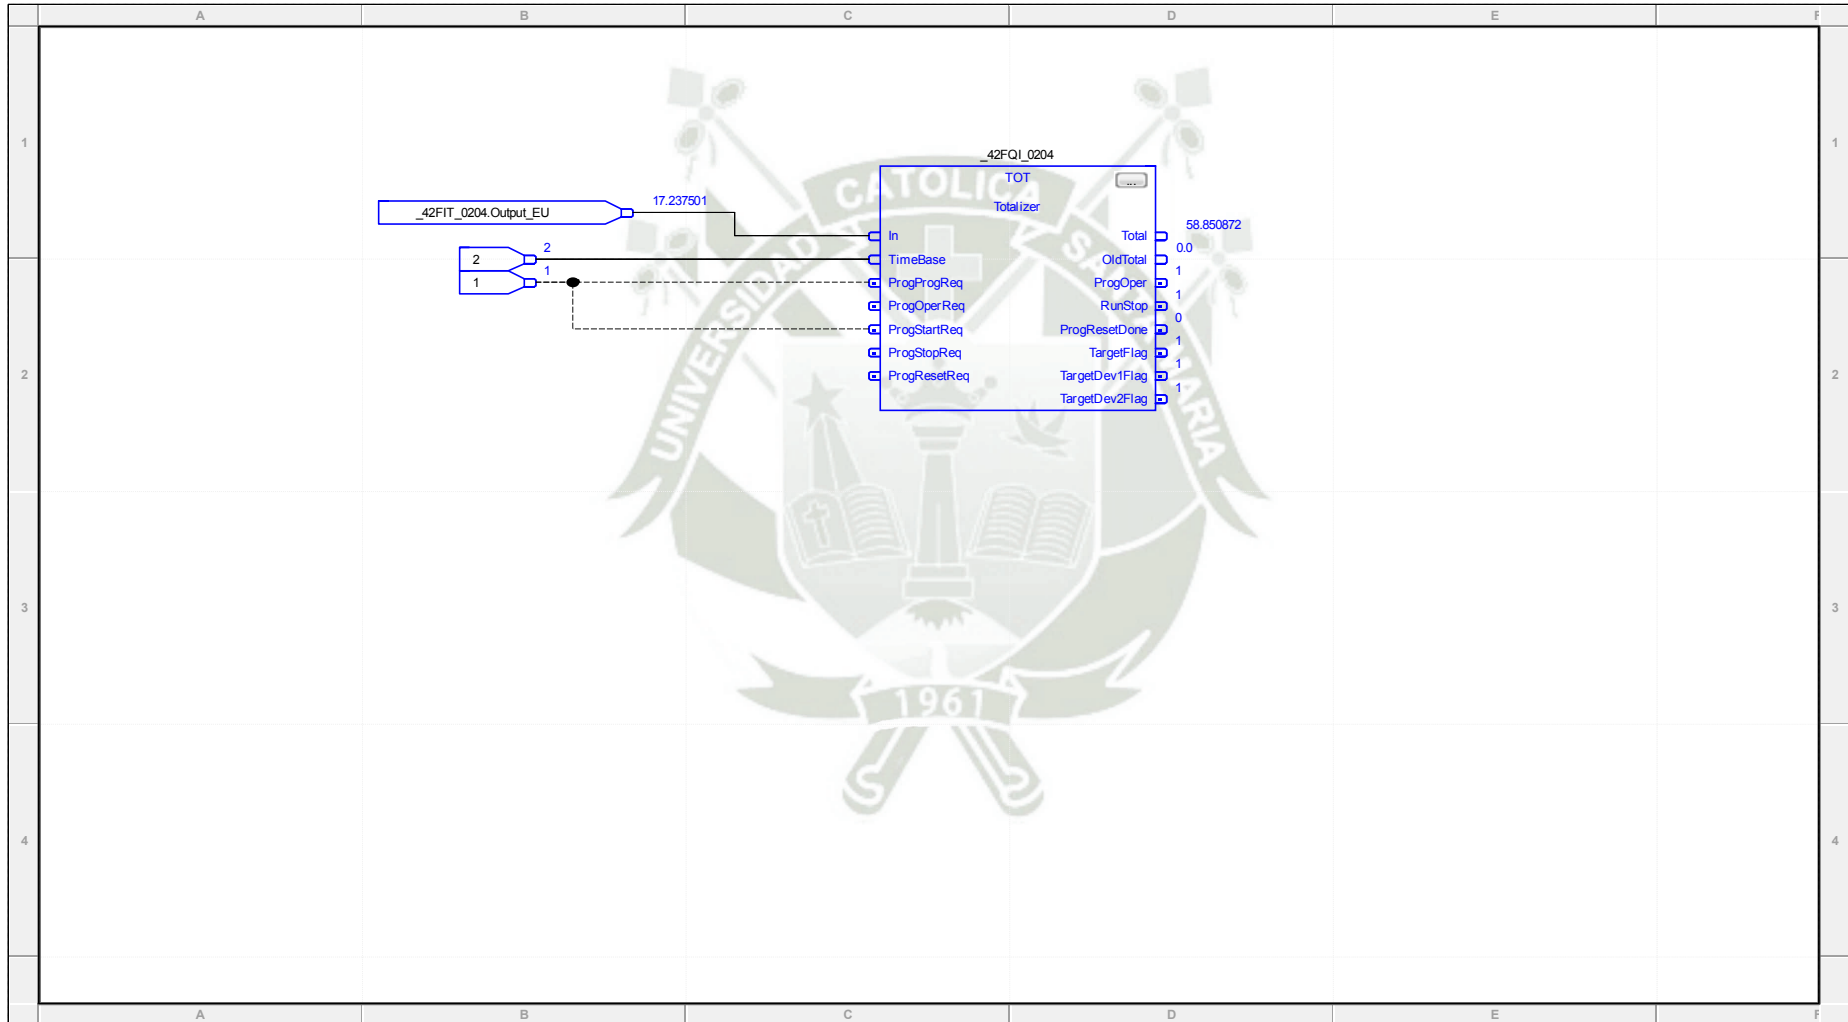 A B C D E F
_42FQI_0204
1 1
TOT
...
CATOLICA
17.237501
Totalizer
_42FIT_0204.Output_EU
58.850872
In Total
2 0.0
2 TimeBase OldTotal
1 1
1 ProgProgReq ProgOper
1
ProgOperReq RunStop
0
ProgStartReq ProgResetDone
1
ProgStopReq TargetFlag
1
2 ProgResetReq TargetDev1Flag 2
1
TargetDev2Flag
UNIVERSIDAD
SANTA MARIA
3 3
1961
4 4
A B C D E F